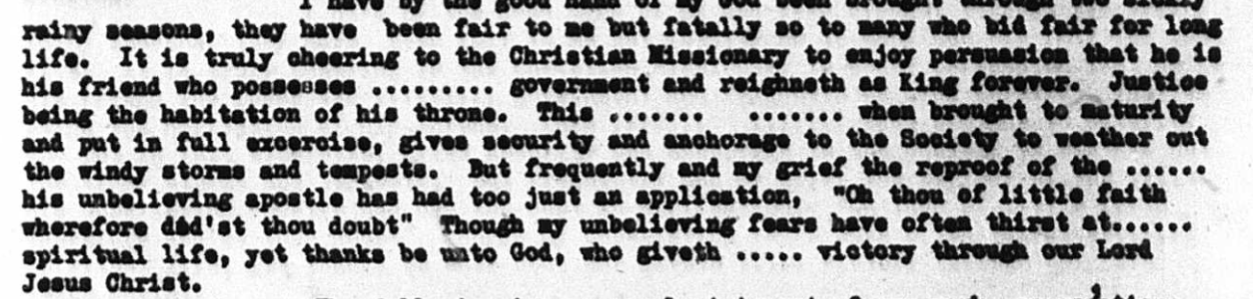 I have by the good hand of my God been brought through two sickly
rainy seasons, they have been fair to me but fatally so to many who bid fair for long
life. It is truly cheering to the Christian Missionary to enjoy persuasion that he is
his friend who possesses ......... government and reighneth as King forever. Justice
being the habitation of his throne. This ....... ....... when brought to maturity
and put in full excercise, gives security and anchorage to the Society to weather out
the windy storms and tempests. But frequently and my grief the reproof of the ......
his unbelieving apostle has had too just an application, "Oh thou of little faith
wherefore did'st thou doubt" Though my unbelieving fears have often thirst at......
spiritual life, yet thanks be unto God, who giveth ..... victory through our Lord
Jesus Christ.